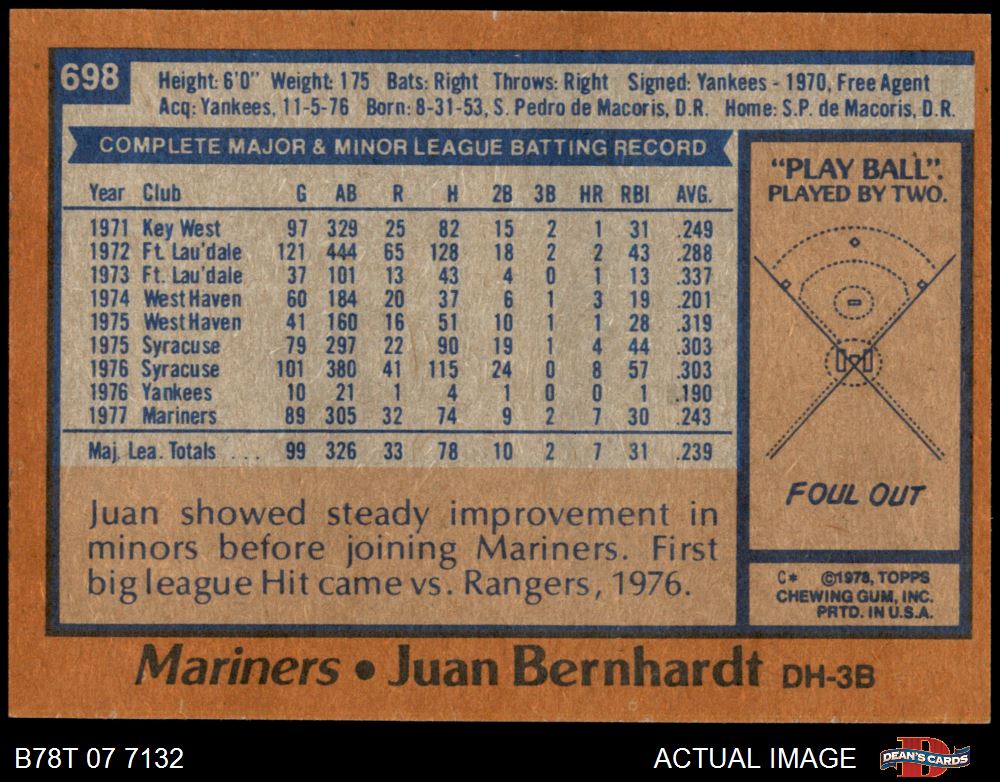 698
Height: 6'0" Weight: 175 Bats: Right Throws: Right Signed: Yankees - 1970, Free Agent
Acq: Yankees, 11-5-76 Born: 8-31-53, S. Pedro de Macoris, D.R. Home: S.P. de Macoris, D.R.
COMPLETE MAJOR & MINOR LEAGUE BATTING RECORD
Year Club G AB R H 2B 3B HR RBI AVG.
1971 Key West 97 329 25 82 15 2 1 31 .249
1972 Ft. Lau'dale 121 444 65 128 18 2 2 43 .288
1973 Ft. Lau'dale 37 101 13 43 4 0 1 13 .337
1974 West Haven 60 184 20 37 6 1 3 19 .201
1975 West Haven 41 160 16 51 10 1 1 28 .319
1975 Syracuse 79 297 22 90 19 1 4 44 .303
1976 Syracuse 101 380 41 115 24 0 8 57 .303
1976 Yankees 10 21 1 4 1 0 0 1 .190
1977 Mariners 89 305 32 74 9 2 7 30 .243
Maj. Lea. Totals . . . 99 326 33 78 10 2 7 31 .239
Juan showed steady improvement in
minors before joining Mariners. First
big league Hit came vs. Rangers, 1976.
"PLAY BALL".
PLAYED BY TWO.
FOUL OUT
C* ©1978, TOPPS
CHEWING GUM, INC.
PRTD. IN U.S.A.
Mariners • Juan Bernhardt DH-3B
B78T 07 7132
ACTUAL IMAGE
DEAN'S CARDS